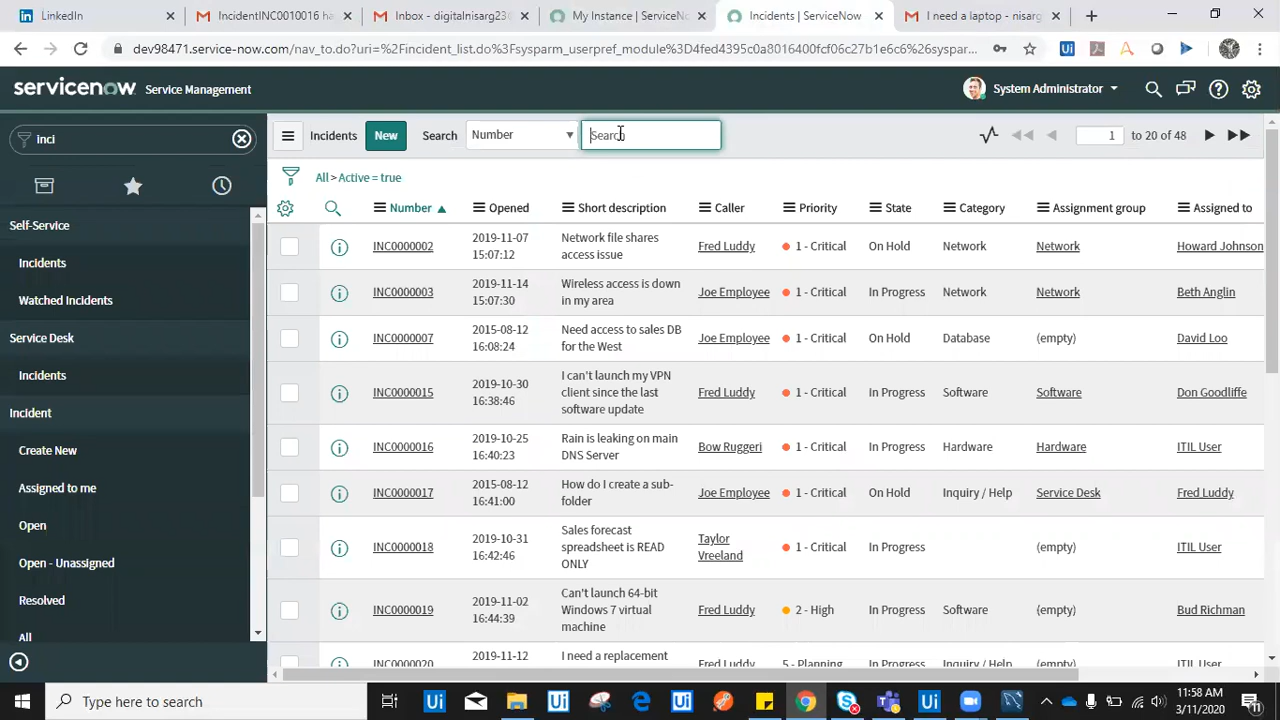 LinkedIn
IncidentINC0010016 ha
Inbox - digitalnisarg23@
My Instance | ServiceNo
Incidents | ServiceNow
I need a laptop - nisarg
dev98471.service-now.com/nav_to.do?uri=%2Fincident_list.do%3Fsysparm_userpref_module%3D4fed4395c0a8016400fcf06c27b1e6c6%26syspar...
servicenow Service Management
System Administrator
inci
Incidents
New
Search
Number
Search
1
to 20 of 48
All > Active = true
Number
Opened
Short description
Caller
Priority
State
Category
Assignment group
Assigned to
Self-Service
Incidents
Watched Incidents
Service Desk
Incidents
Incident
Create New
Assigned to me
Open
Open - Unassigned
Resolved
All
INC0000002
2019-11-07
15:07:12
Network file shares
access issue
Fred Luddy
1 - Critical
On Hold
Network
Network
Howard Johnson
INC0000003
2019-11-14
15:07:30
Wireless access is down
in my area
Joe Employee
1 - Critical
In Progress
Network
Network
Beth Anglin
INC0000007
2015-08-12
16:08:24
Need access to sales DB
for the West
Joe Employee
1 - Critical
On Hold
Database
(empty)
David Loo
INC0000015
2019-10-30
16:38:46
I can't launch my VPN
client since the last
software update
Fred Luddy
1 - Critical
In Progress
Software
Software
Don Goodliffe
INC0000016
2019-10-25
16:40:23
Rain is leaking on main
DNS Server
Bow Ruggeri
1 - Critical
In Progress
Hardware
Hardware
ITIL User
INC0000017
2015-08-12
16:41:00
How do I create a sub-
folder
Joe Employee
1 - Critical
On Hold
Inquiry / Help
Service Desk
Fred Luddy
INC0000018
2019-10-31
16:42:46
Sales forecast
spreadsheet is READ
ONLY
Taylor
Vreeland
1 - Critical
In Progress
(empty)
ITIL User
INC0000019
2019-11-02
16:44:39
Can't launch 64-bit
Windows 7 virtual
machine
Fred Luddy
2 - High
In Progress
Software
(empty)
Bud Richman
INC0000020
2019-11-12
I need a replacement
Fred Luddy
5 - Planning
In Progress
Inquiry / Help
(empty)
ITIL User
Type here to search
11:58 AM
3/11/2020